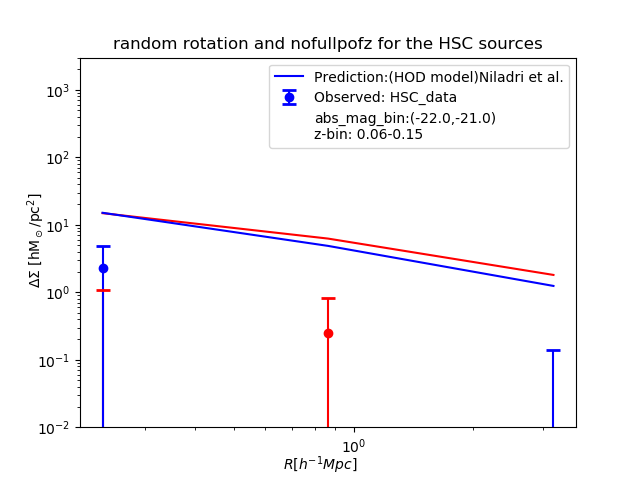 random rotation and nofullpofz for the HSC sources
Prediction:(HOD model)Niladri et al.
Observed: HSC_data
abs_mag_bin:(-22.0,-21.0)
z-bin: 0.06-0.15
10³
10²
10¹
10⁰
10⁻¹
10⁻²
ΔΣ [hM⊙/pc²]
10⁰
R[h⁻¹Mpc]